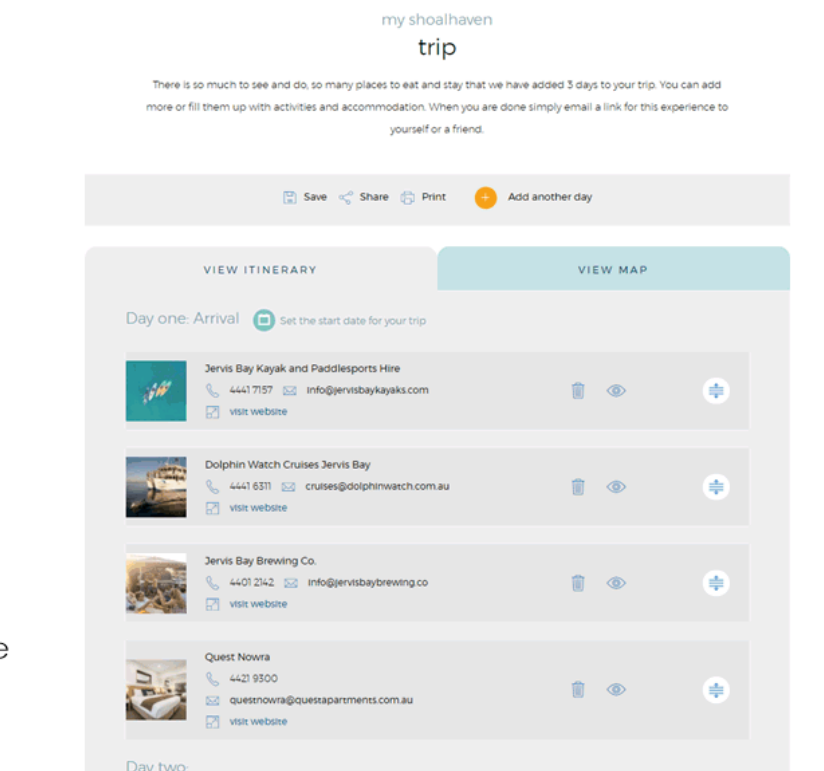 my shoalhaven
trip
There is so much to see and do, so many places to eat and stay that we have added 3 days to your trip. You can add
more or fill them up with activities and accommodation. When you are done simply email a link for this experience to
yourself or a friend.
Save Share Print + Add another day
VIEW ITINERARY VIEW MAP
Day one: Arrival Set the start date for your trip
Jervis Bay Kayak and Paddlesports Hire
4441 7157 info@jervisbaykayaks.com
visit website
Dolphin Watch Cruises Jervis Bay
4441 6311 cruises@dolphinwatch.com.au
visit website
Jervis Bay Brewing Co.
4401 2142 info@jervisbaybrewing.co
visit website
e
Quest Nowra
4421 9300
questnowra@questapartments.com.au
visit website
Day two: